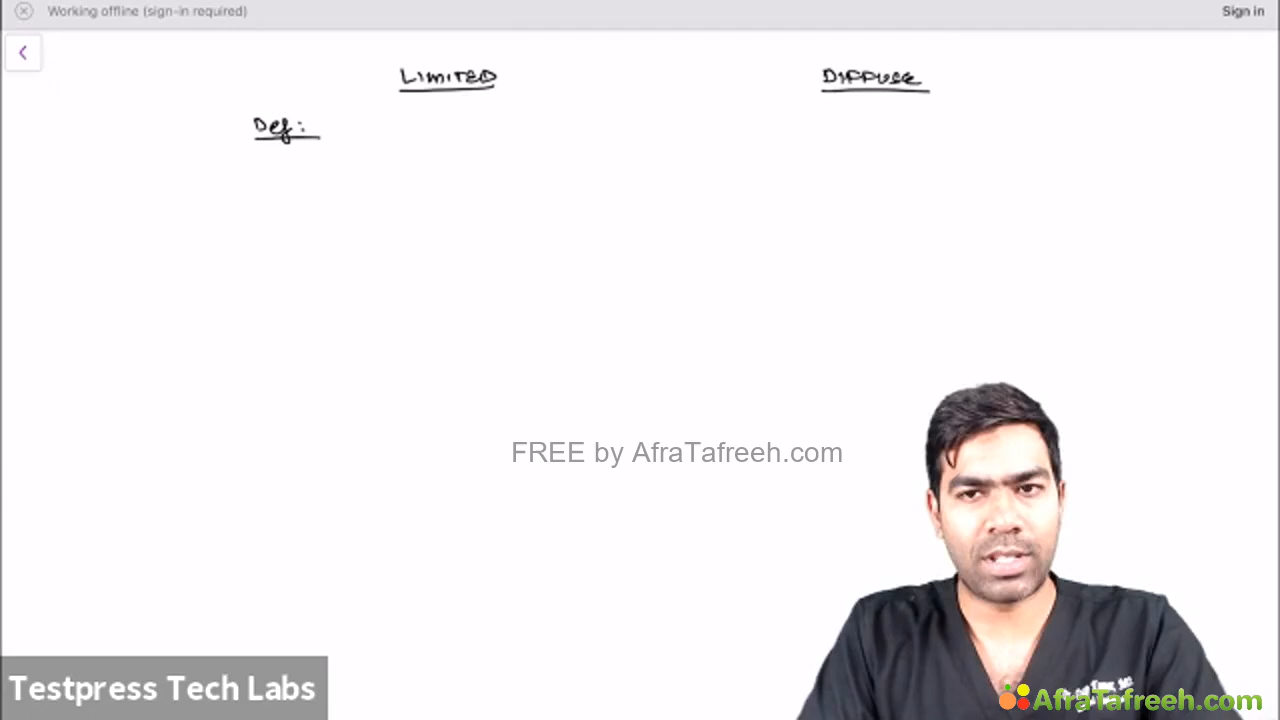 Working offline (sign-in required)
Sign in
LIMITED
DIFFUSE
Def:
FREE by AfraTafreeh.com
Testpress Tech Labs
AfraTafreeh.com